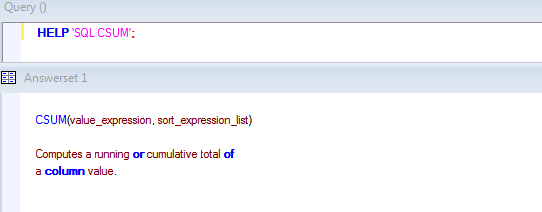 Query ()
HELP 'SQL CSUM';
Answerset 1
CSUM(value_expression, sort_expression_list)
Computes a running or cumulative total of
a column value.